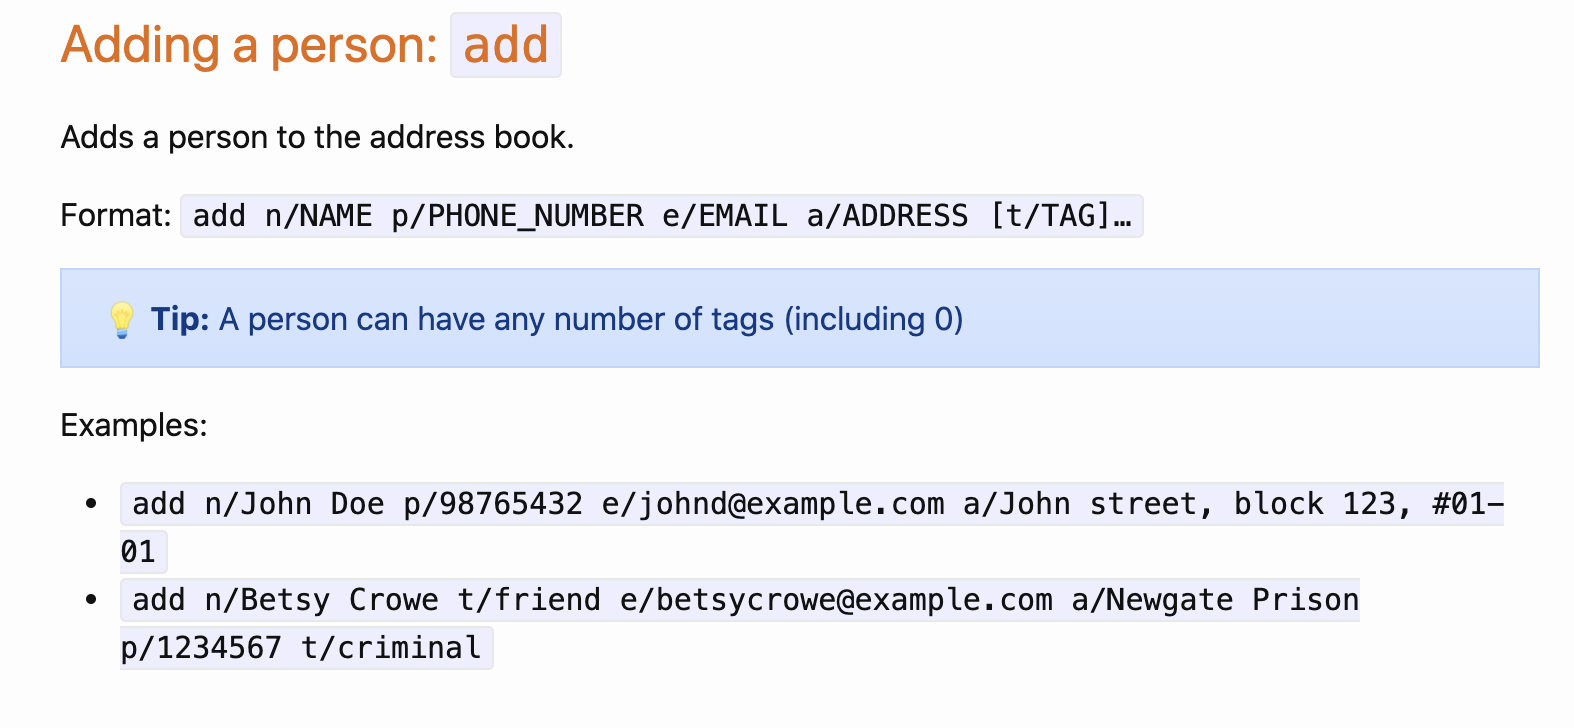 Adding a person: add
Adds a person to the address book.
Format: add n/NAME p/PHONE_NUMBER e/EMAIL a/ADDRESS [t/TAG]…
💡 Tip: A person can have any number of tags (including 0)
Examples:
• add n/John Doe p/98765432 e/johnd@example.com a/John street, block 123, #01-
01
• add n/Betsy Crowe t/friend e/betsycrowe@example.com a/Newgate Prison
p/1234567 t/criminal